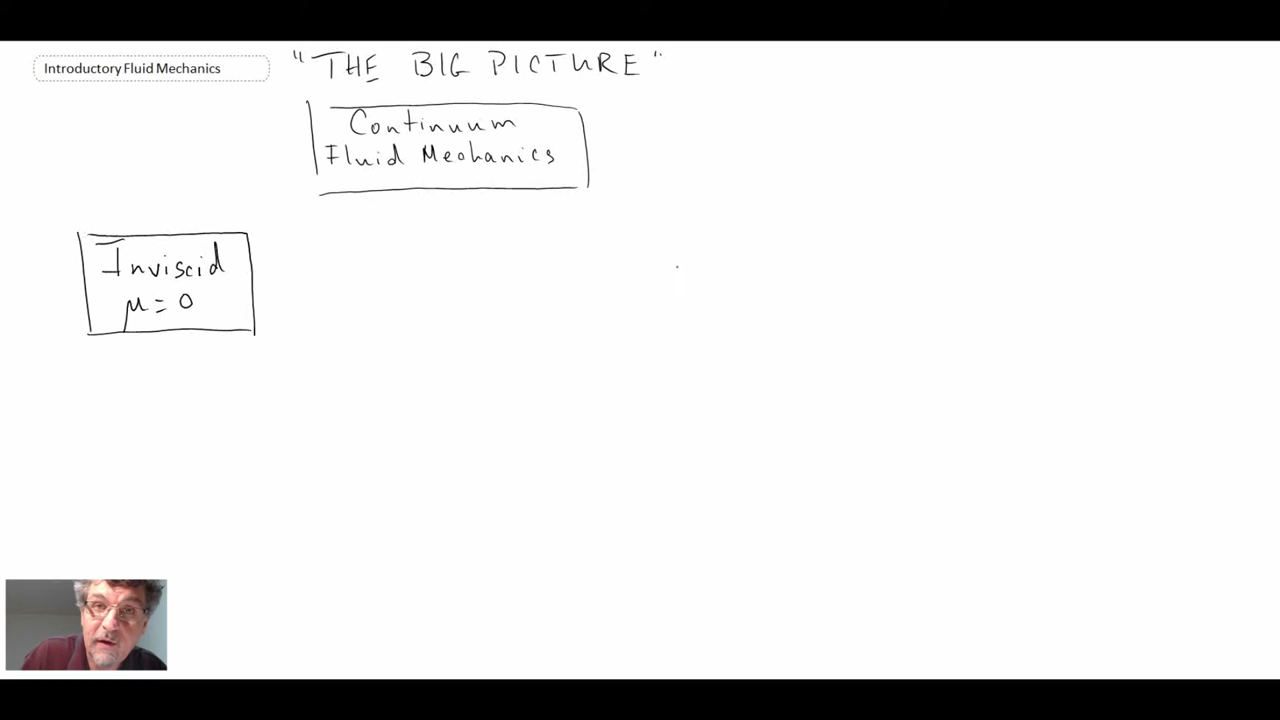 Introductory Fluid Mechanics
"THE BIG PICTURE"
Continuum
Fluid Mechanics
Inviscid
μ = 0